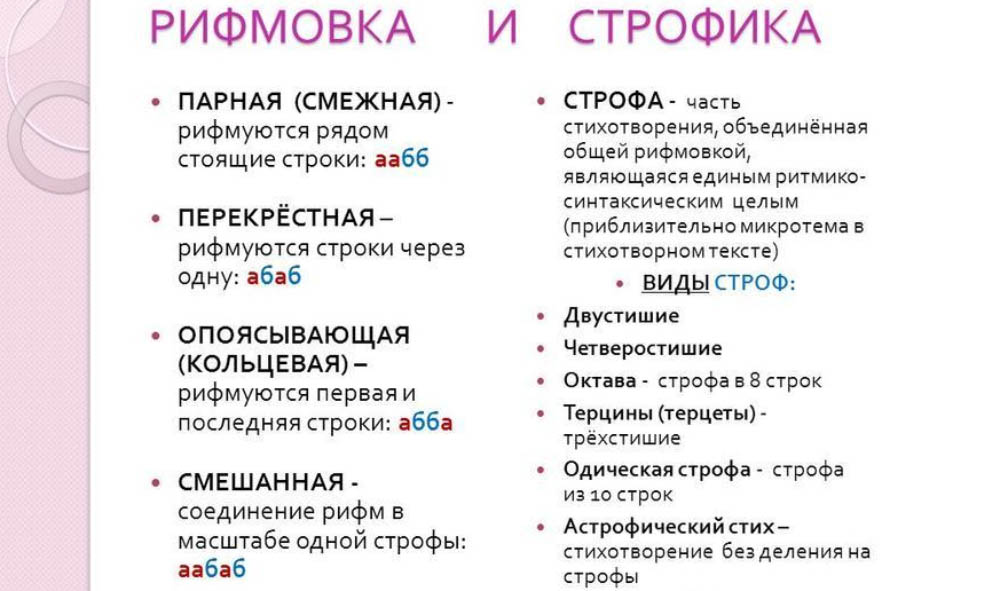 РИФМОВКА И СТРОФИКА
• ПАРНАЯ (СМЕЖНАЯ) -
рифмуются рядом
стоящие строки: аабб
• ПЕРЕКРЁСТНАЯ –
рифмуются строки через
одну: абаб
• ОПОЯСЫВАЮЩАЯ
(КОЛЬЦЕВАЯ) –
рифмуются первая и
последняя строки: абба
• СМЕШАННАЯ -
соединение рифм в
масштабе одной строфы:
аабаб
• СТРОФА - часть
стихотворения, объединённая
общей рифмовкой,
являющаяся единым ритмико-
синтаксическим целым
(приблизительно микротема в
стихотворном тексте)
• ВИДЫ СТРОФ:
• Двустишие
• Четверостишие
• Октава - строфа в 8 строк
• Терцины (терцеты) -
трёхстишие
• Одическая строфа - строфа
из 10 строк
• Астрофический стих –
стихотворение без деления на
строфы